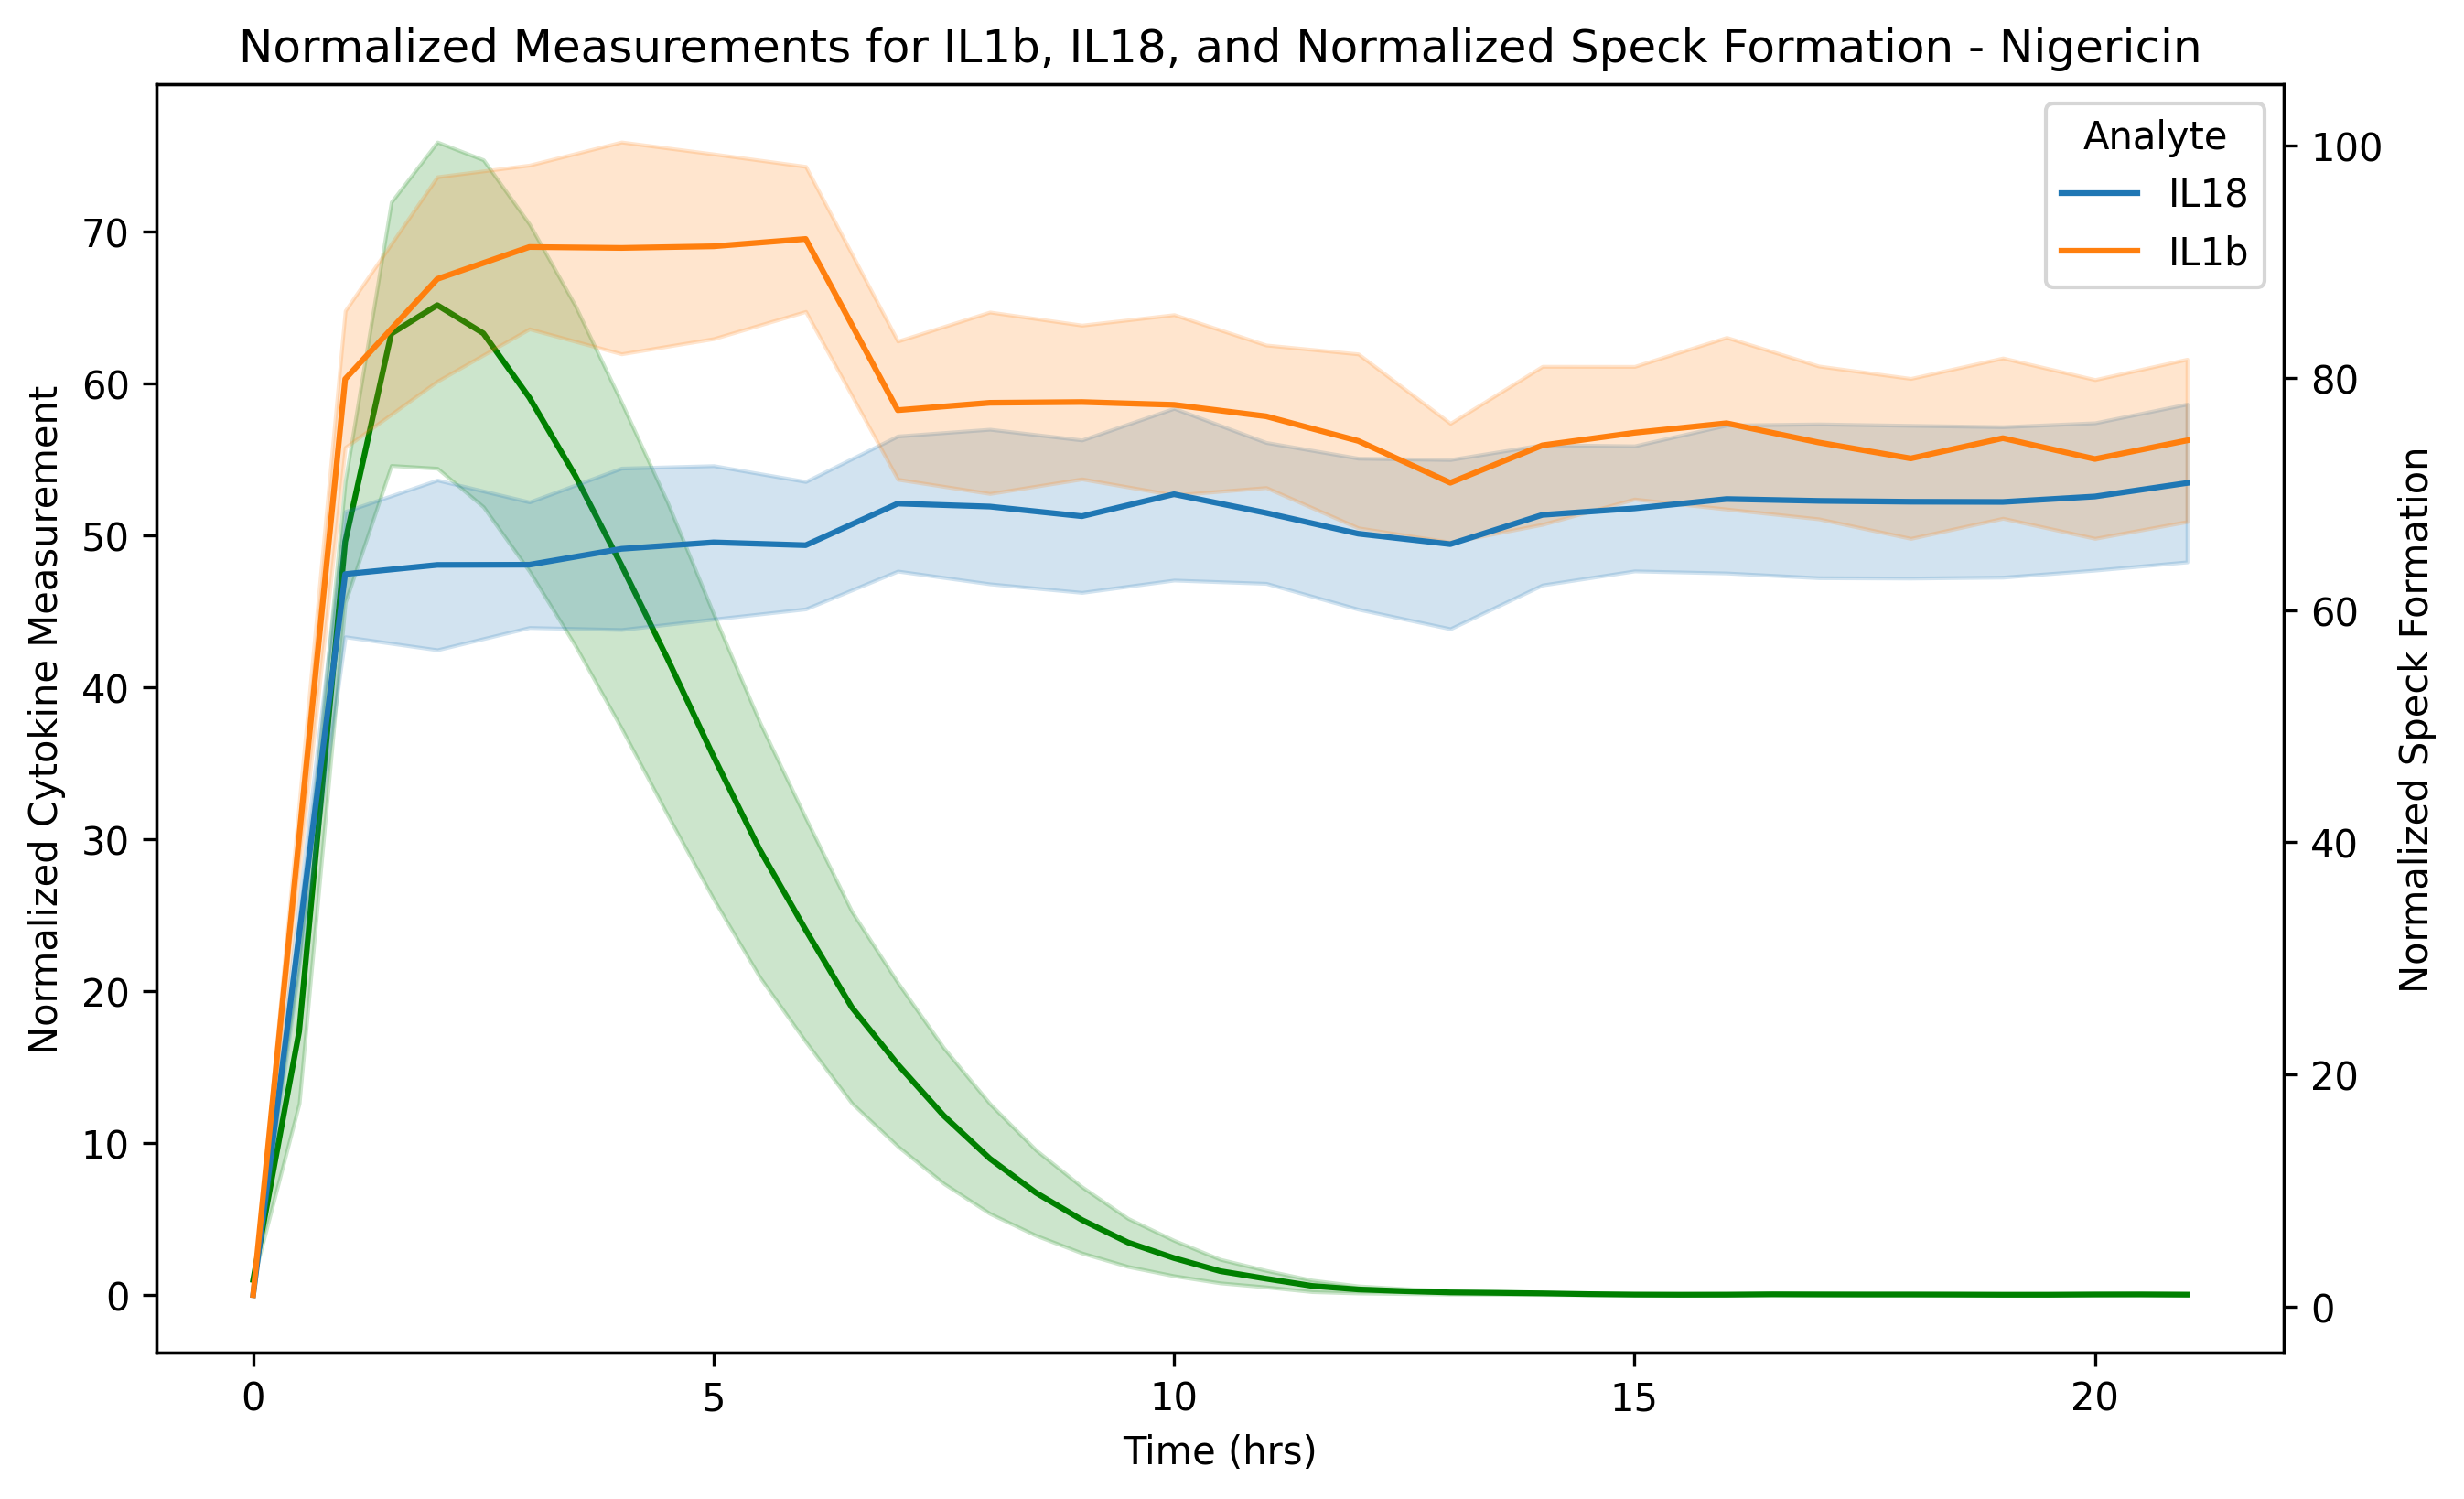 Normalized Measurements for IL1b, IL18, and Normalized Speck Formation - Nigericin
Analyte
IL18
IL1b
Normalized Cytokine Measurement
70
60
50
40
30
20
10
0
100
80
60
40
20
0
Normalized Speck Formation
0 5 10 15 20
Time (hrs)